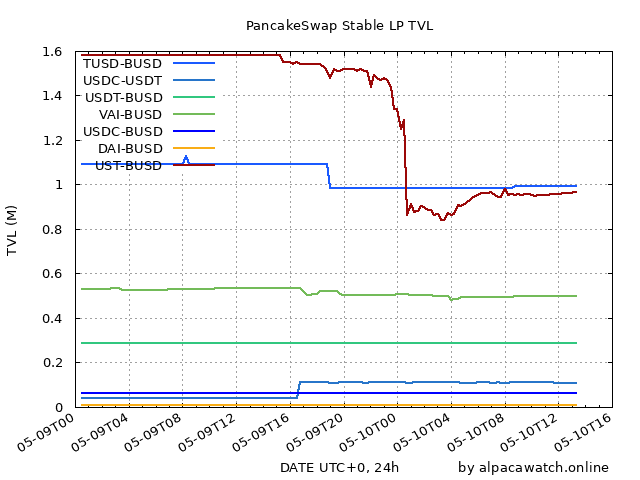 PancakeSwap Stable LP TVL
1.6
1.4
1.2
1
0.8
0.6
0.4
0.2
0
TVL (M)
TUSD-BUSD
USDC-USDT
USDT-BUSD
VAI-BUSD
USDC-BUSD
DAI-BUSD
UST-BUSD
05-09T00
05-09T04
05-09T08
05-09T12
05-09T16
05-09T20
05-10T00
05-10T04
05-10T08
05-10T12
05-10T16
DATE UTC+0, 24h
by alpacawatch.online